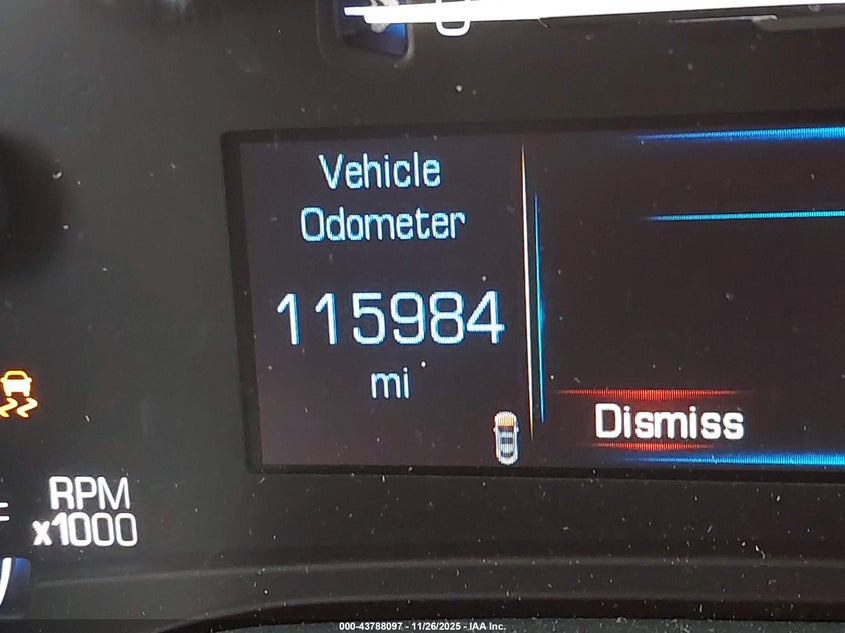 Vehicle
Odometer
115984
mi
Dismiss
RPM
x1000
000-43788097 - 11/26/2025 - IAA Inc.